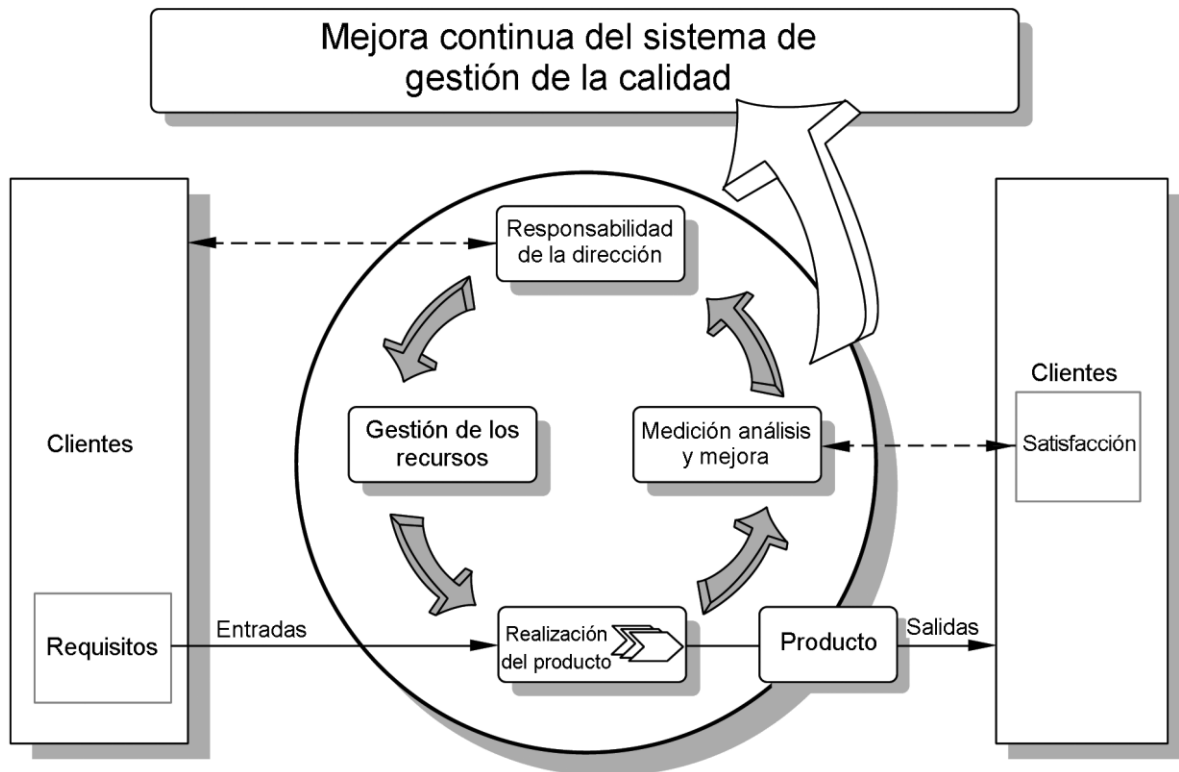 Mejora continua del sistema de
gestión de la calidad
Responsabilidad
de la dirección
Clientes
Gestión de los
recursos
Medición análisis
y mejora
Clientes
Satisfacción
Requisitos
Entradas
Realización
del producto
Producto
Salidas